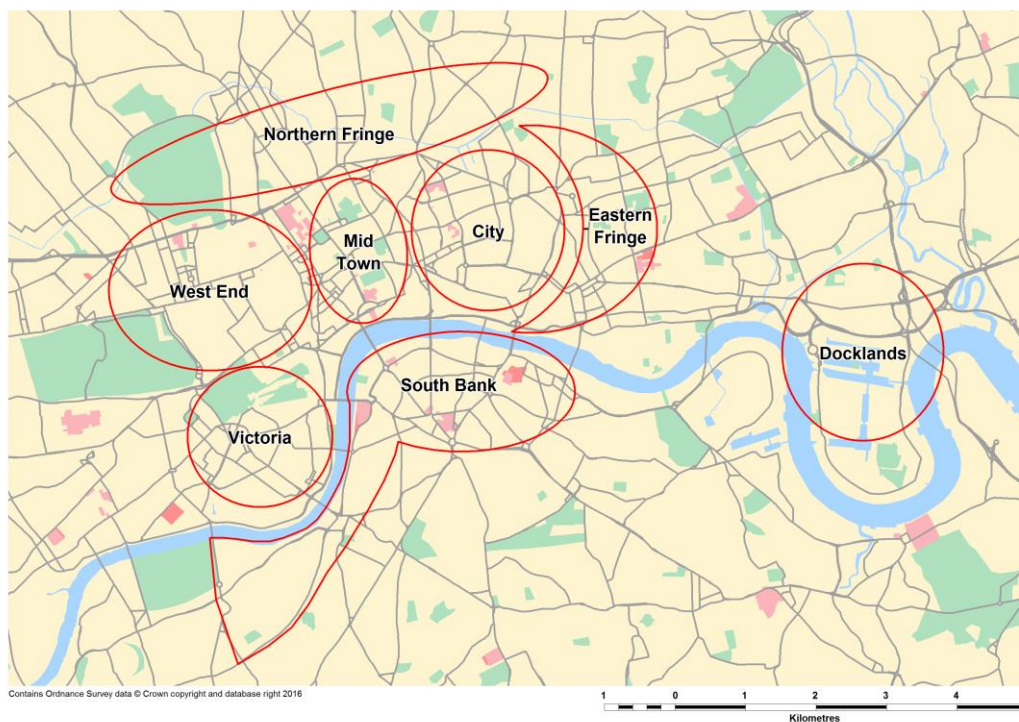 Northern Fringe
Mid
Town
City
Eastern
Fringe
West End
Docklands
South Bank
Victoria
Contains Ordnance Survey data © Crown copyright and database right 2016
1 0 1 2 3 4
Kilometres